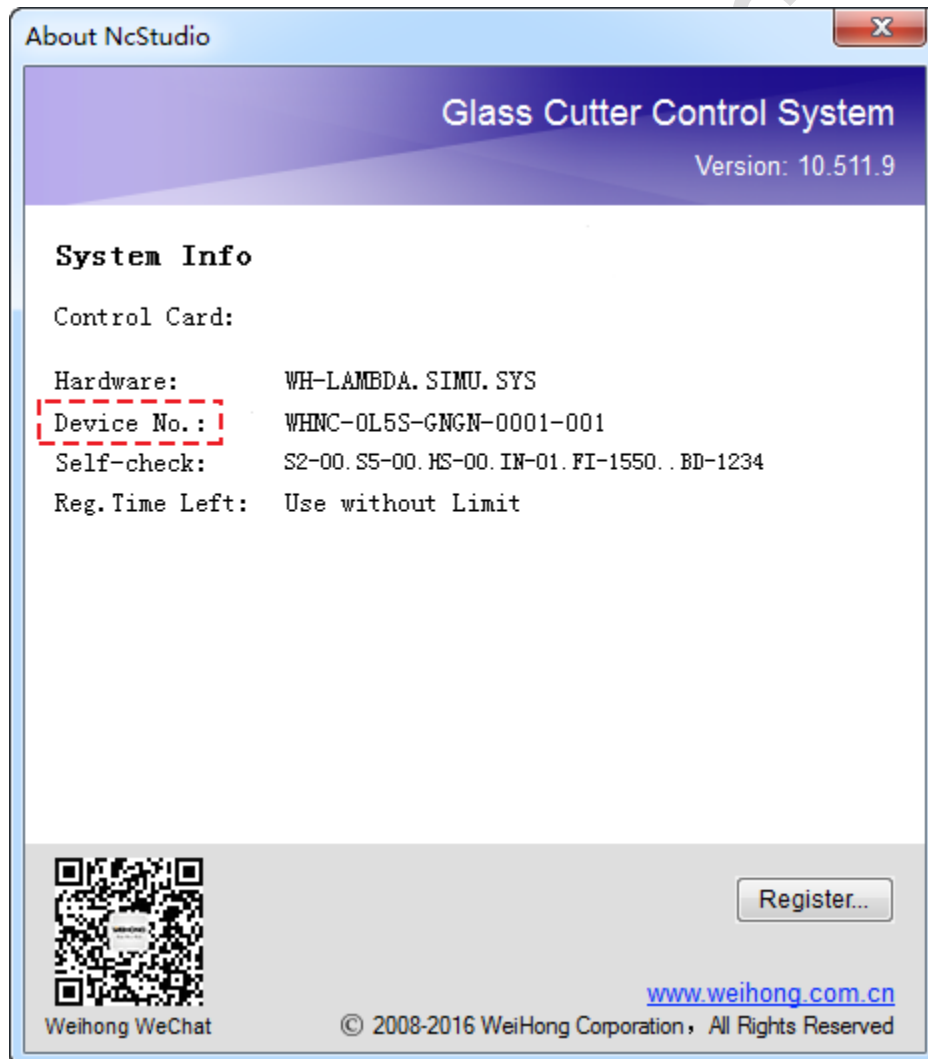 About NcStudio
Glass Cutter Control System
Version: 10.511.9
System Info
Control Card:
Hardware: WH-LAMBDA.SIMU.SYS
Device No.: WHNC-0L5S-GNGN-0001-001
Self-check: S2-00.S5-00.HS-00.IN-01.FI-1550..BD-1234
Reg.Time Left: Use without Limit
Register...
www.weihong.com.cn
Weihong WeChat
© 2008-2016 WeiHong Corporation，All Rights Reserved